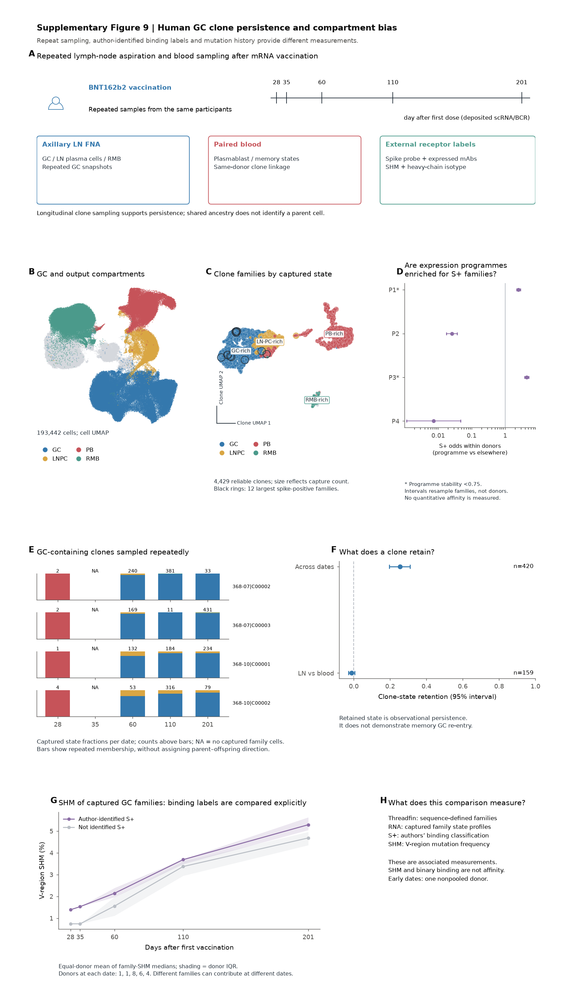 Supplementary Figure 9 | Human GC clone persistence and compartment bias
Repeat sampling, author-identified binding labels and mutation history provide different measurements.
A Repeated lymph-node aspiration and blood sampling after mRNA vaccination
BNT162b2 vaccination
Repeated samples from the same participants
28 35 60 110 201
day after first dose (deposited scRNA/BCR)
Axillary LN FNA
GC / LN plasma cells / RMB
Repeated GC snapshots
Paired blood
Plasmablast / memory states
Same-donor clone linkage
External receptor labels
Spike probe + expressed mAbs
SHM + heavy-chain isotype
Longitudinal clone sampling supports persistence; shared ancestry does not identify a parent cell.
B GC and output compartments
193,442 cells; cell UMAP
GC PB
LNPC RMB
C Clone families by captured state
PB-rich
LN-PC-rich
GC-rich
RMB-rich
Clone UMAP 2
Clone UMAP 1
GC PB
LNPC RMB
4,429 reliable clones; size reflects capture count.
Black rings: 12 largest spike-positive families.
D Are expression programmes
enriched for S+ families?
P1*
P2
P3*
P4
0.01 0.1 1
S+ odds within donors
(programme vs elsewhere)
* Programme stability <0.75.
Intervals resample families, not donors.
No quantitative affinity is measured.
E GC-containing clones sampled repeatedly
2 NA 240 381 33
368-07|C00002
2 NA 169 11 431
368-07|C00003
1 NA 132 184 234
368-10|C00001
4 NA 53 316 79
368-10|C00002
28 35 60 110 201
Captured state fractions per date; counts above bars; NA = no captured family cells.
Bars show repeated membership, without assigning parent–offspring direction.
F What does a clone retain?
Across dates
n=420
LN vs blood
n=159
0.0 0.2 0.4 0.6 0.8 1.0
Clone-state retention (95% interval)
Retained state is observational persistence.
It does not demonstrate memory GC re-entry.
G SHM of captured GC families: binding labels are compared explicitly
Author-identified S+
Not identified S+
V-region SHM (%)
5
4
3
2
1
28 35 60 110 201
Days after first vaccination
Equal-donor mean of family-SHM medians; shading = donor IQR.
Donors at each date: 1, 1, 8, 6, 4. Different families can contribute at different dates.
H What does this comparison measure?
Threadfin: sequence-defined families
RNA: captured family state profiles
S+: authors’ binding classification
SHM: V-region mutation frequency
These are associated measurements.
SHM and binary binding are not affinity.
Early dates: one nonpooled donor.